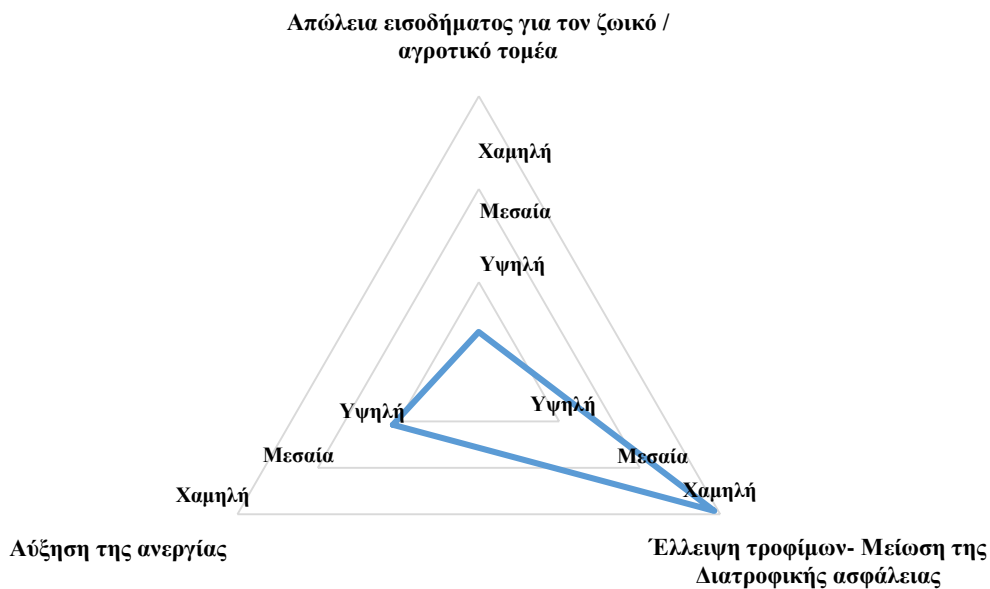 Απώλεια εισοδήματος για τον ζωικό /
αγροτικό τομέα
Χαμηλή
Μεσαία
Υψηλή
Υψηλή
Υψηλή
Μεσαία
Μεσαία
Χαμηλή
Χαμηλή
Αύξηση της ανεργίας
Έλλειψη τροφίμων- Μείωση της
Διατροφικής ασφάλειας